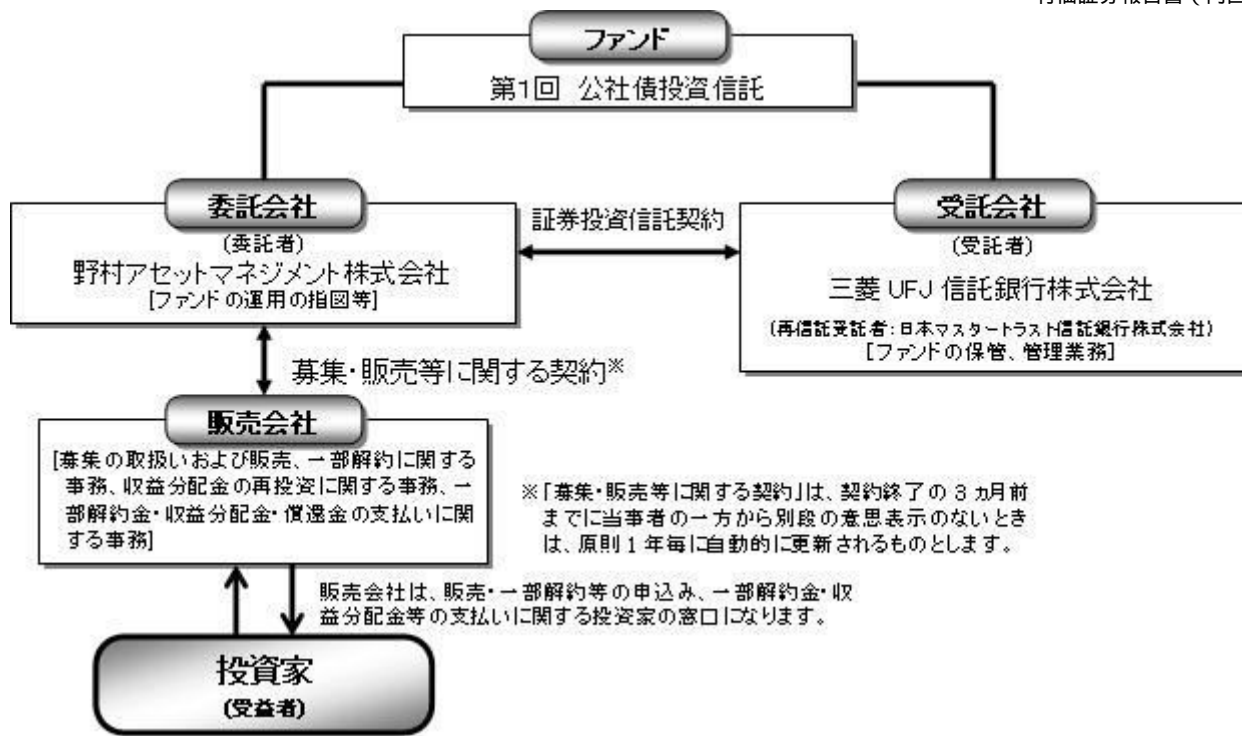 ファンド
第1回 公社債投資信託
委託会社
(委託者)
野村アセットマネジメント株式会社
[ファンドの運用の指図等]
証券投資信託契約
受託会社
(受託者)
三菱 UFJ 信託銀行株式会社
(再信託受託者:日本マスタートラスト信託銀行株式会社)
[ファンドの保管、管理業務]
募集・販売等に関する契約※
販売会社
[募集の取扱いおよび販売、一部解約に関する
事務、収益分配金の再投資に関する事務、一
部解約金・収益分配金・償還金の支払いに関
する事務]
※「募集・販売等に関する契約」は、契約終了の3ヵ月前
までに当事者の一方から別段の意思表示のないとき
は、原則1年毎に自動的に更新されるものとします。
販売会社は、販売・一部解約等の申込み、一部解約金・収
益分配金等の支払いに関する投資家の窓口になります。
投資家
(受益者)